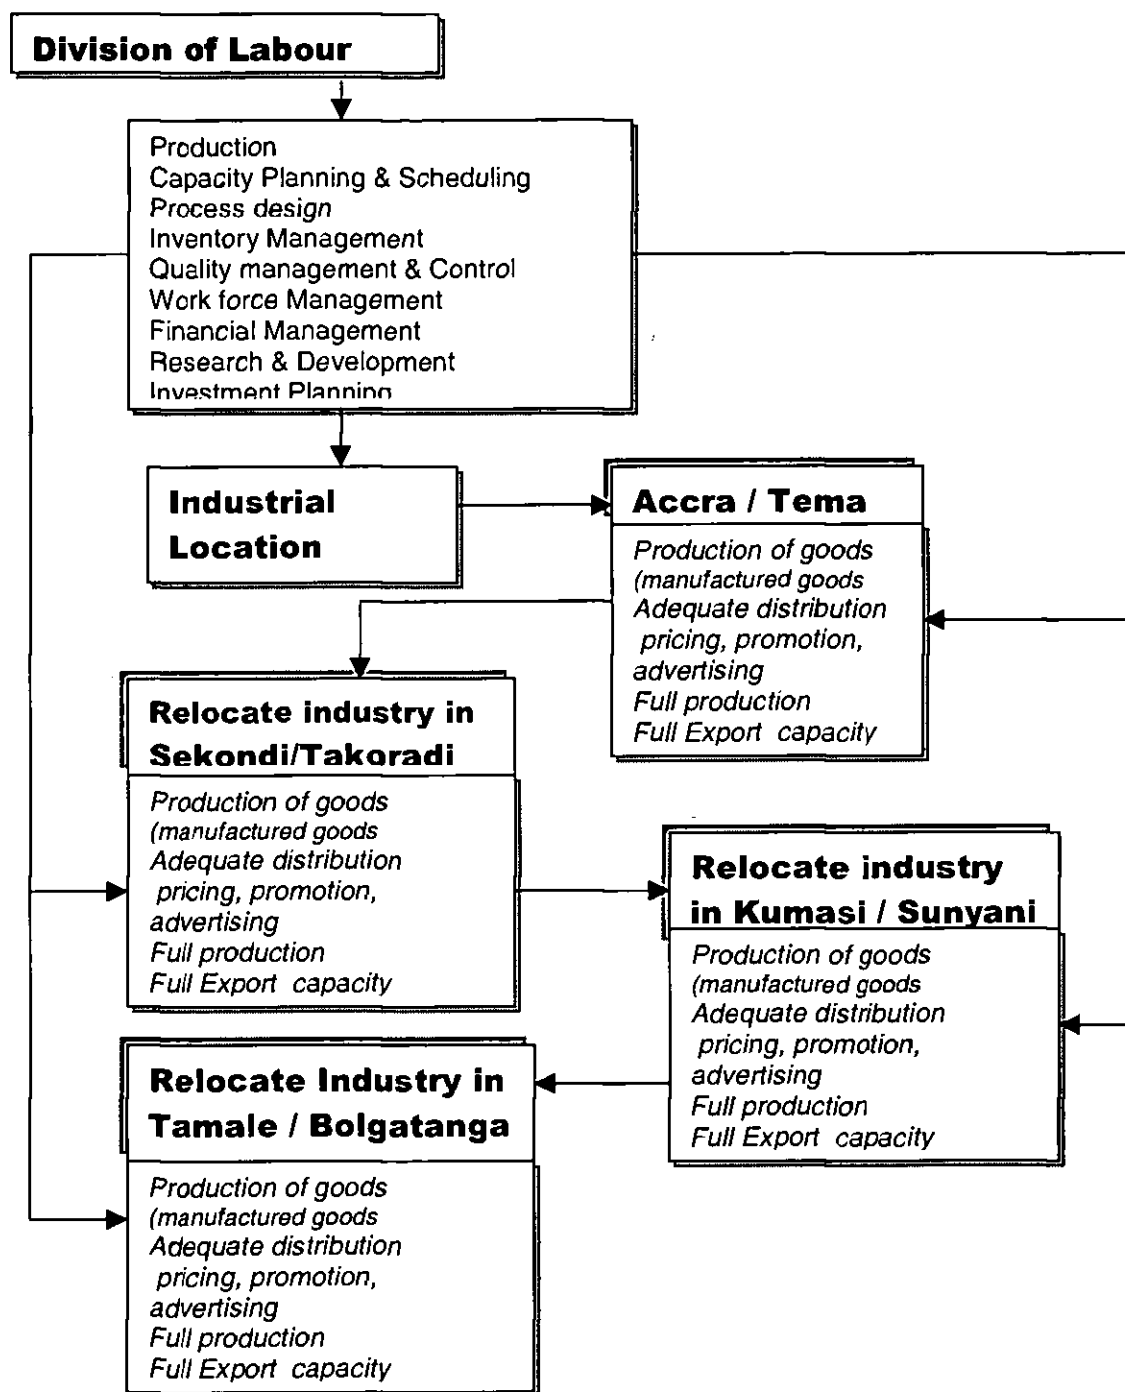 Division of Labour
Production
Capacity Planning & Scheduling
Process design
Inventory Management
Quality management & Control
Work force Management
Financial Management
Research & Development
Investment Planning
Industrial
Location
Accra / Tema
Production of goods
(manufactured goods
Adequate distribution
pricing, promotion,
advertising
Full production
Full Export capacity
Relocate industry in
Sekondi/Takoradi
Production of goods
(manufactured goods
Adequate distribution
pricing, promotion,
advertising
Full production
Full Export capacity
Relocate industry
in Kumasi / Sunyani
Production of goods
(manufactured goods
Adequate distribution
pricing, promotion,
advertising
Full production
Full Export capacity
Relocate Industry in
Tamale / Bolgatanga
Production of goods
(manufactured goods
Adequate distribution
pricing, promotion,
advertising
Full production
Full Export capacity